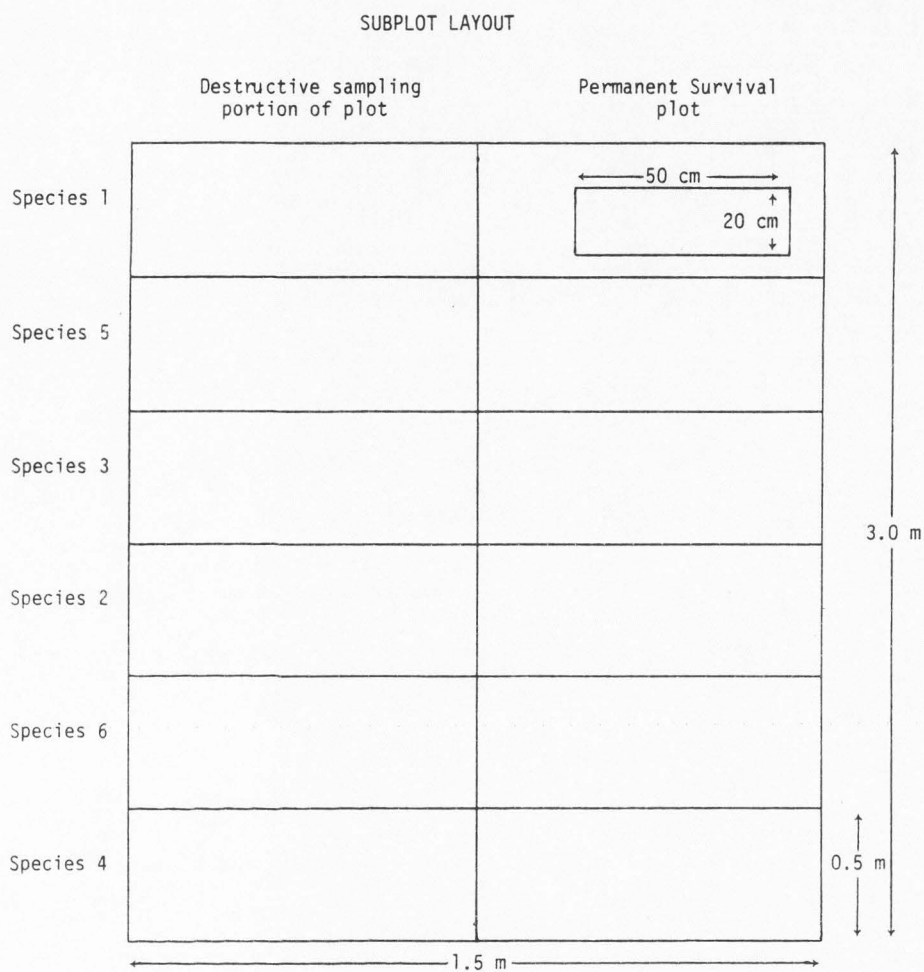 SUBPLOT LAYOUT
Destructive sampling
portion of plot
Permanent Survival
plot
Species 1
50 cm
20 cm
Species 5
Species 3
3.0 m
Species 2
Species 6
Species 4
0.5 m
1.5 m